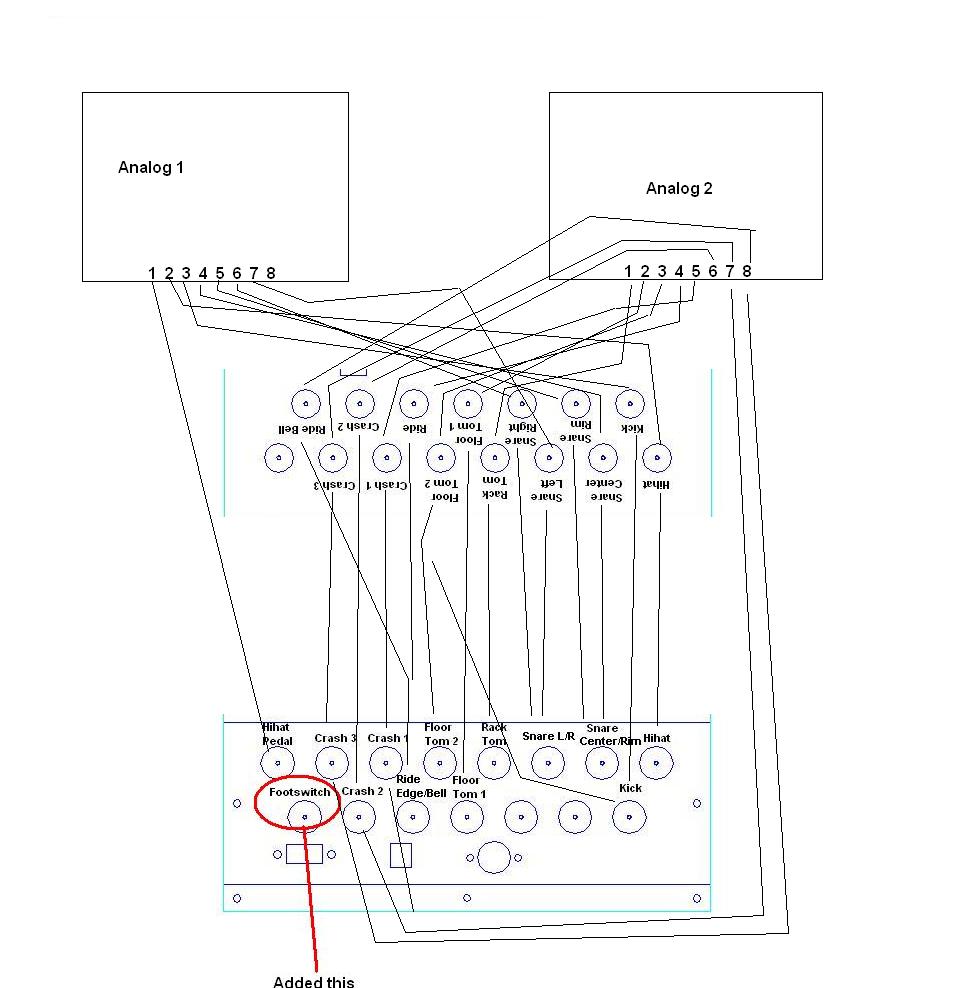 Analog 1
Analog 2
1 2 3 4 5 6 7 8
1 2 3 4 5 6 7 8
Ride Bell
Crash 2
Ride
Floor
Tom 1
Snare
Right
Snare
Rim
Kick
Crash 3
Crash 1
Floor
Tom 2
Rack
Tom
Snare
Left
Snare
Center
Hihat
Hihat
Pedal
Crash 3
Crash 1
Floor
Tom 2
Rack
Tom
Snare L/R
Snare
Center/Rim
Hihat
Footswitch
Crash 2
Ride
Edge/Bell
Floor
Tom 1
Kick
Added this